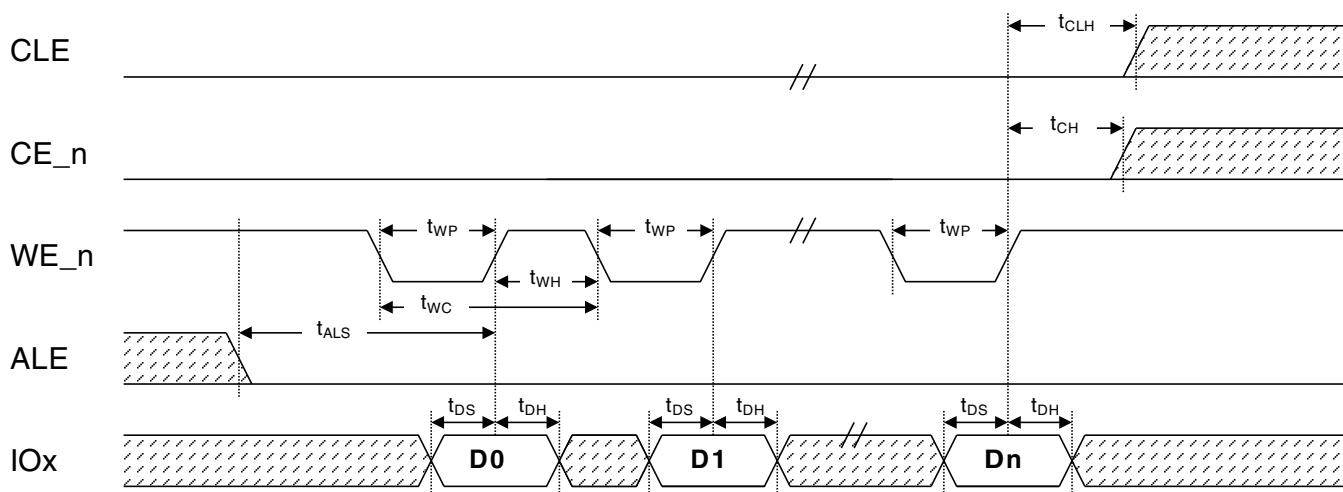 CLE
tCLH
CE_n
tCH
WE_n
tWP tWP tWP
tWH
tWC
ALE
tALS
tDS tDH tDS tDH tDS tDH
IOx
D0 D1 Dn